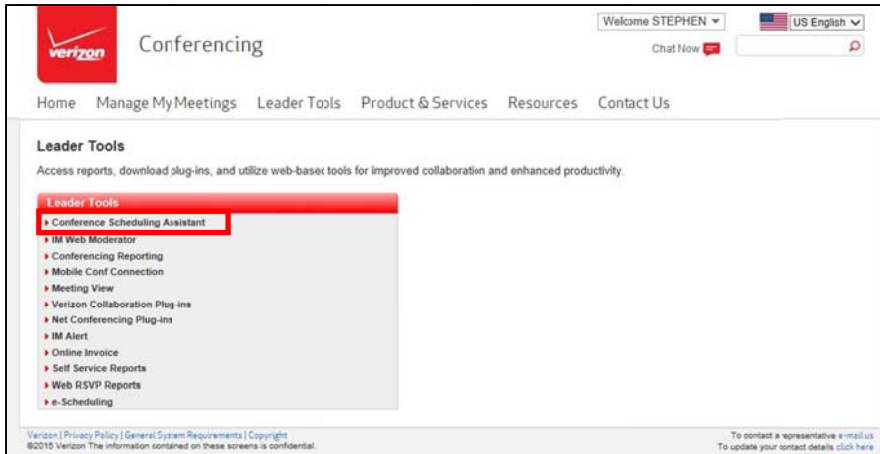 Welcome STEPHEN
US English
verizon
Conferencing
Chat Now
Home Manage My Meetings Leader Tools Product & Services Resources Contact Us
Leader Tools
Access reports, download plug-ins, and utilize web-based tools for improved collaboration and enhanced productivity.
Leader Tools
Conference Scheduling Assistant
IM Web Moderator
Conferencing Reporting
Mobile Conf Connection
Meeting View
Verizon Collaboration Plug-ins
Net Conferencing Plug-ins
IM Alert
Online Invoice
Self Service Reports
Web RSVP Reports
e-Scheduling
Verizon | Privacy Policy | General System Requirements | Copyright
©2015 Verizon The information contained on these screens is confidential.
To contact a representative e-mail us
To update your contact details click here